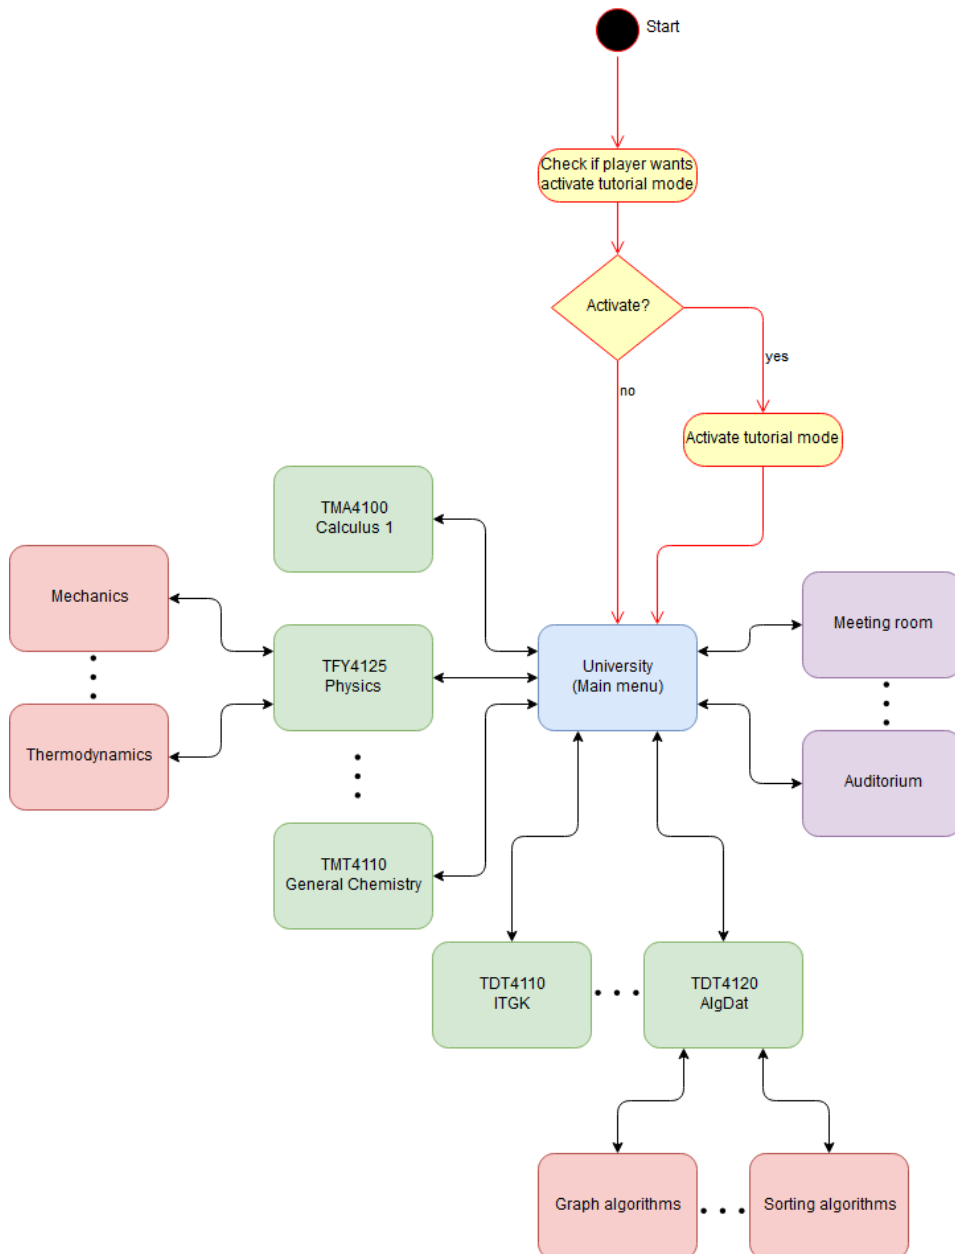 Start
Check if player wants
activate tutorial mode
Activate?
yes
no
Activate tutorial mode
TMA4100
Calculus 1
Mechanics
TFY4125
Physics
University
(Main menu)
Meeting room
Thermodynamics
Auditorium
TMT4110
General Chemistry
TDT4110
ITGK
TDT4120
AlgDat
Graph algorithms
Sorting algorithms